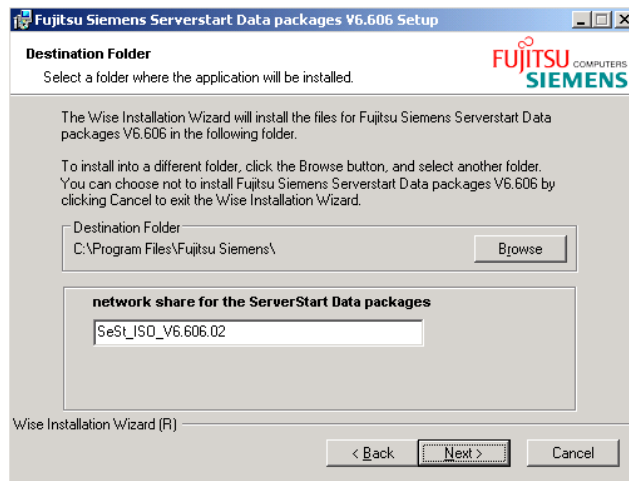 Fujitsu Siemens Serverstart Data packages V6.606 Setup
Destination Folder
Select a folder where the application will be installed.
FUJITSU COMPUTERS
SIEMENS
The Wise Installation Wizard will install the files for Fujitsu Siemens Serverstart Data
packages V6.606 in the following folder.
To install into a different folder, click the Browse button, and select another folder.
You can choose not to install Fujitsu Siemens Serverstart Data packages V6.606 by
clicking Cancel to exit the Wise Installation Wizard.
Destination Folder
C:\Program Files\Fujitsu Siemens\
Browse
network share for the ServerStart Data packages
SeSt_ISO_V6.606.02
Wise Installation Wizard (R)
< Back
Next >
Cancel